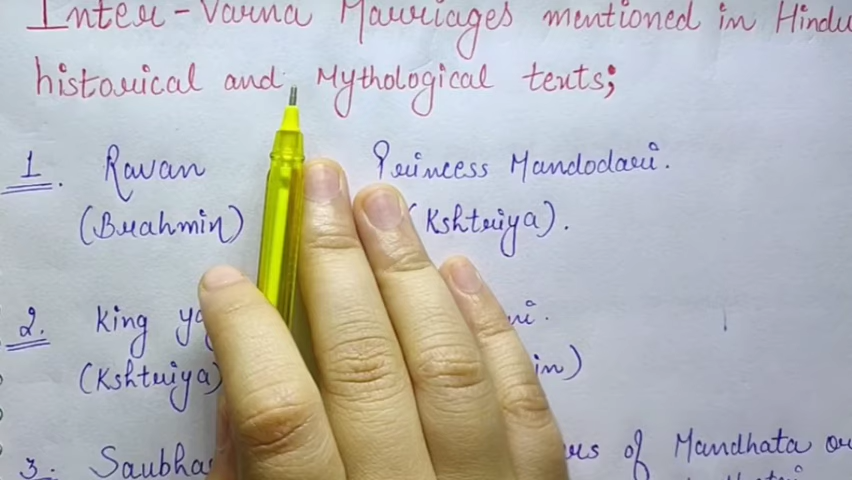 Inter-Varna Marriages mentioned in Hindu
historical and Mythological texts;
1. Ravan Princess Mandodari.
(Brahmin) (Kshtriya).
2. King
(Kshtriya)
3. of Mandhata or